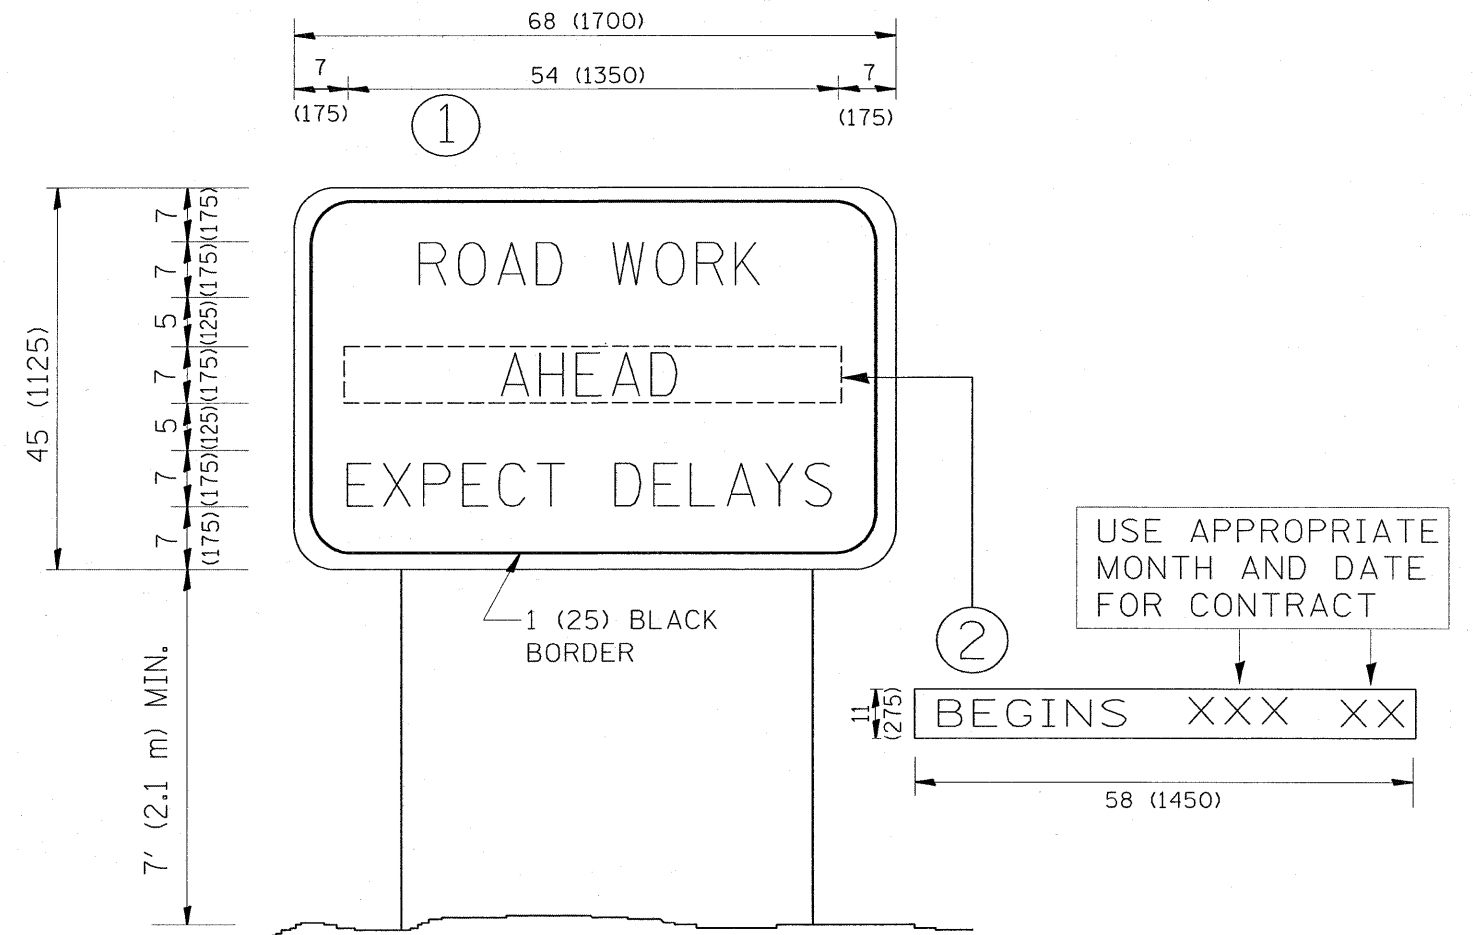 68 (1700)
7
54 (1350)
7
(175)
(175)
1
45 (1125)
7 (175)
7 (175)
5 (125)
7 (175)
5 (125)
7 (175)
7 (175)
ROAD WORK
AHEAD
EXPECT DELAYS
1 (25) BLACK
BORDER
7' (2.1 m) MIN.
2
USE APPROPRIATE
MONTH AND DATE
FOR CONTRACT
11
(275)
BEGINS XXX XX
58 (1450)